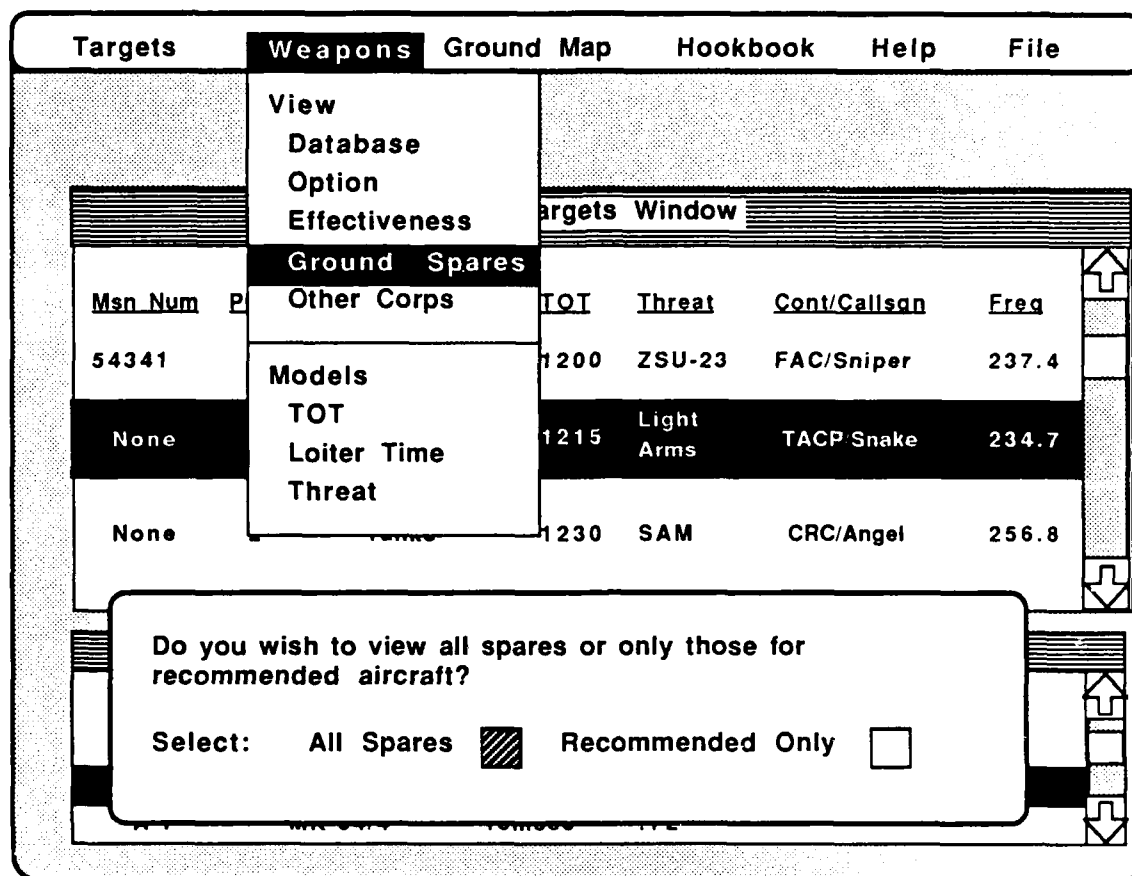 Targets Weapons Ground Map Hookbook Help File
View
Database
Option
Effectiveness
Ground Spares
Other Corps
Models
TOT
Loiter Time
Threat
argets Window
Msn Num P TOT Threat Cont/Callsgn Freq
54341 1200 ZSU-23 FAC/Sniper 237.4
None 1215 Light Arms TACP/Snake 234.7
None 1230 SAM CRC/Angel 256.8
Do you wish to view all spares or only those for
recommended aircraft?
Select: All Spares Recommended Only